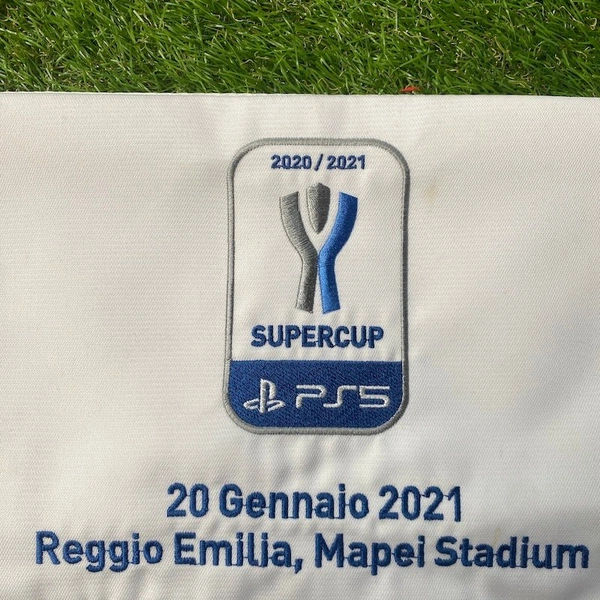 2020/2021
SUPERCUP
PS5
20 Gennaio 2021
Reggio Emilia, Mapei Stadium